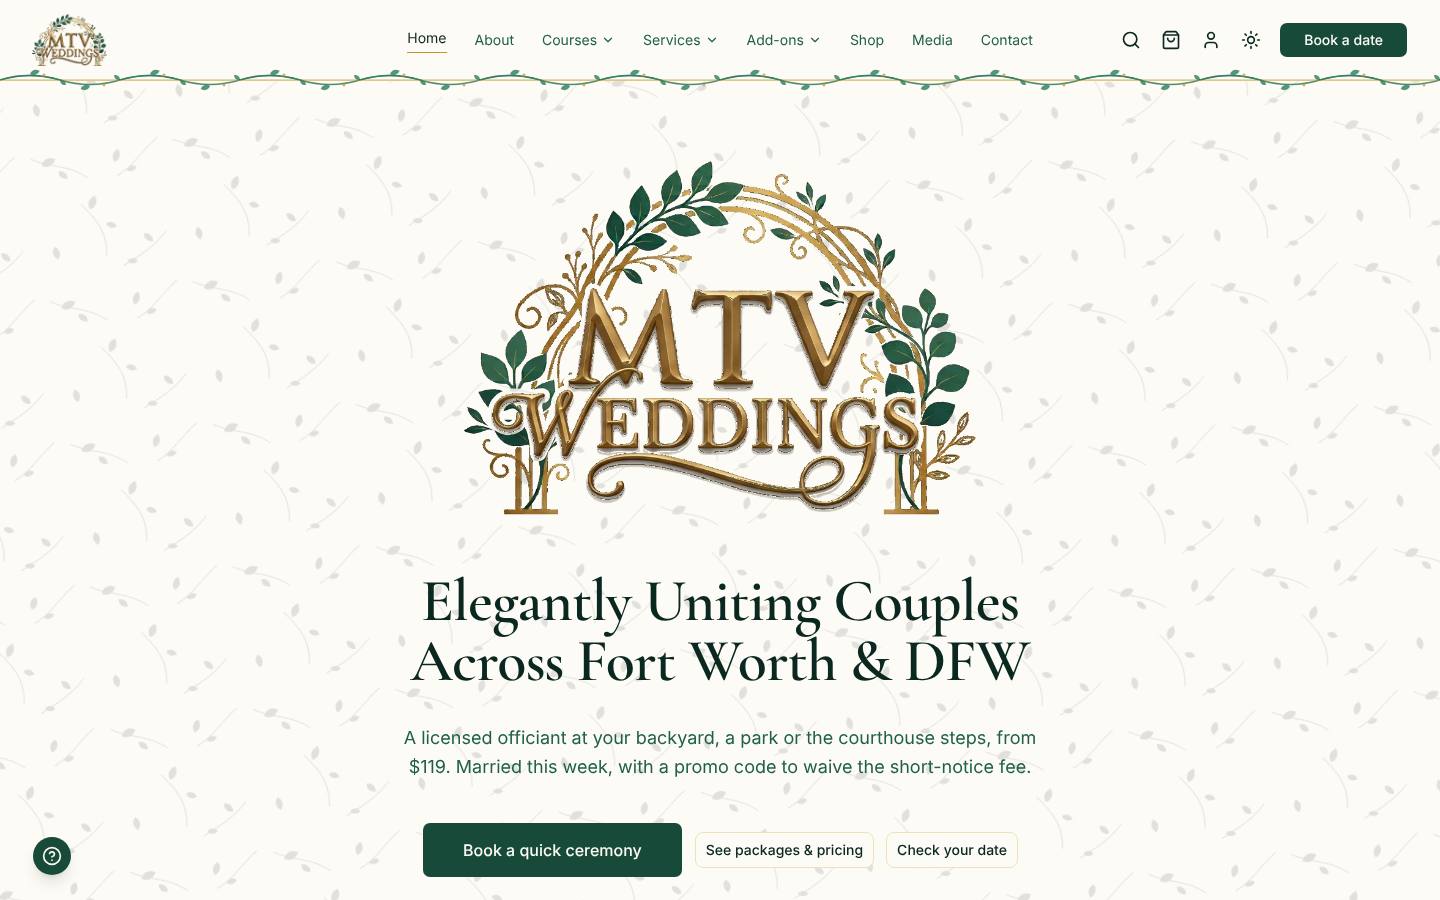 MTV
WEDDINGS
Home
About
Courses
Services
Add-ons
Shop
Media
Contact
Book a date
MTV
WEDDINGS
Elegantly Uniting Couples
Across Fort Worth & DFW
A licensed officiant at your backyard, a park or the courthouse steps, from
$119. Married this week, with a promo code to waive the short-notice fee.
Book a quick ceremony
See packages & pricing
Check your date